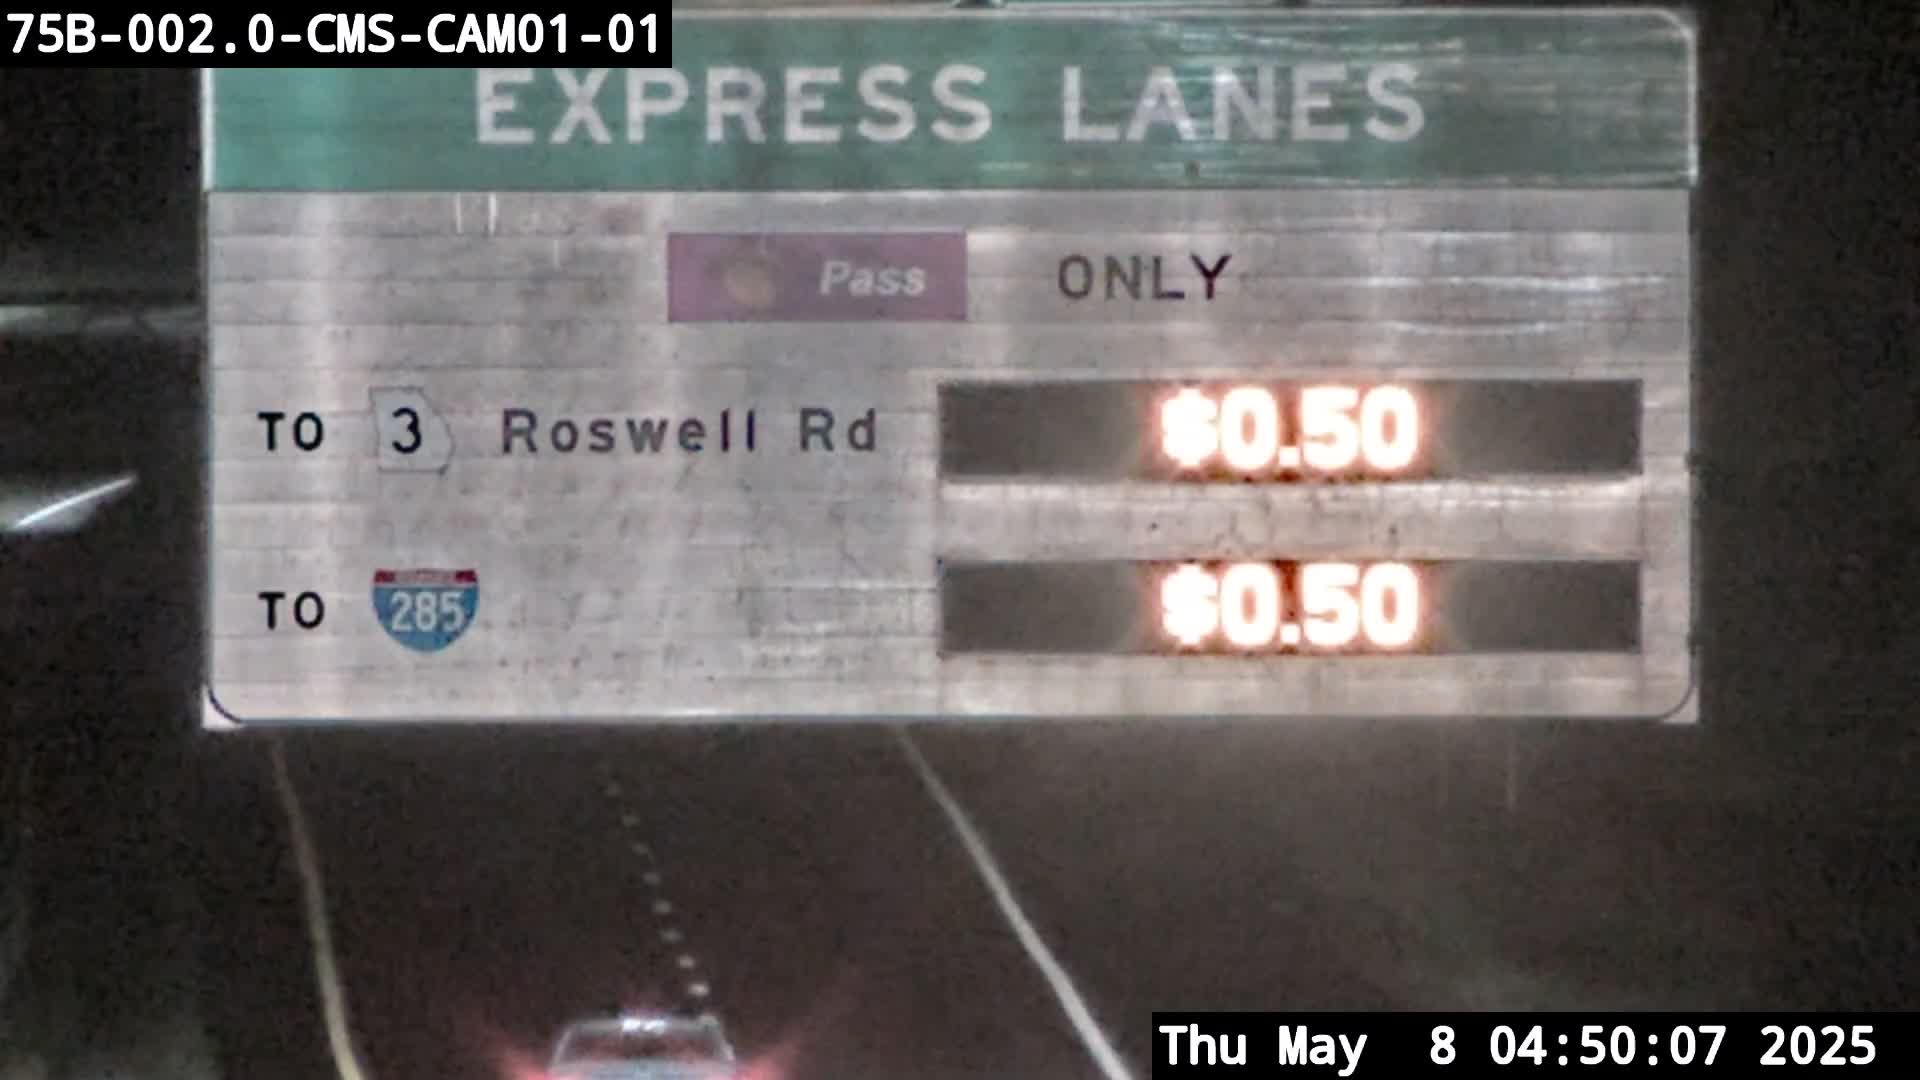 75B-002.0-CMS-CAM01-01
EXPRESS LANES
Pass ONLY
TO 3 Roswell Rd $0.50
TO 285 $0.50
Thu May 8 04:50:07 2025